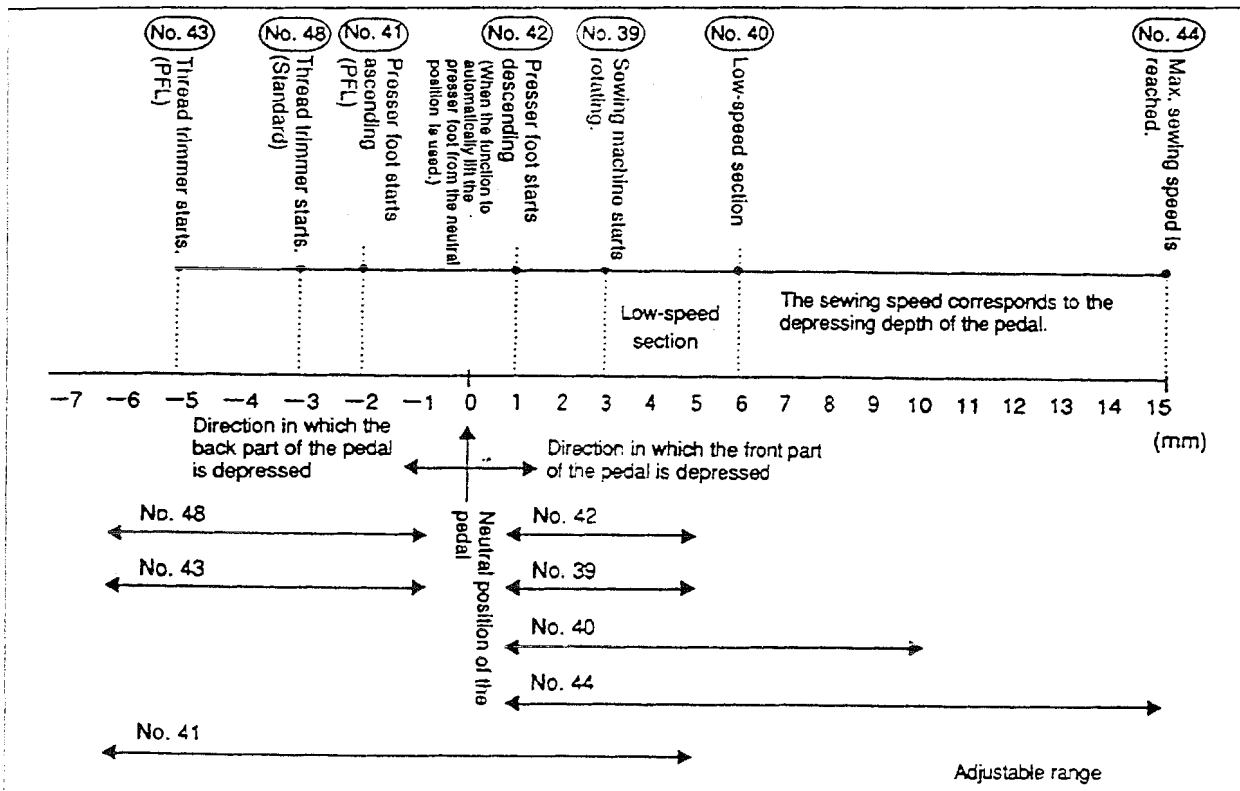 No. 43
No. 48
No. 41
No. 42
No. 39
No. 40
No. 44
Thread trimmer starts.
(PFL)
Thread trimmer starts.
(Standard)
Presser foot starts
asconding
(PFL)
Presser foot starts
descending
(When the function to
automatically lift the
presser foot from the neutral
position is used.)
Sowing machino starts
rotating.
Low-speed section
Max. sewing speed is
reached.
Low-speed
section
The sewing speed corresponds to the
depressing depth of the pedal.
−7 −6 −5 −4 −3 −2 −1 0 1 2 3 4 5 6 7 8 9 10 11 12 13 14 15
(mm)
Direction in which the
back part of the pedal
is depressed
Direction in which the front part
of the pedal is depressed
Neutral position of the
pedal
No. 48
No. 42
No. 43
No. 39
No. 40
No. 44
No. 41
Adjustable range